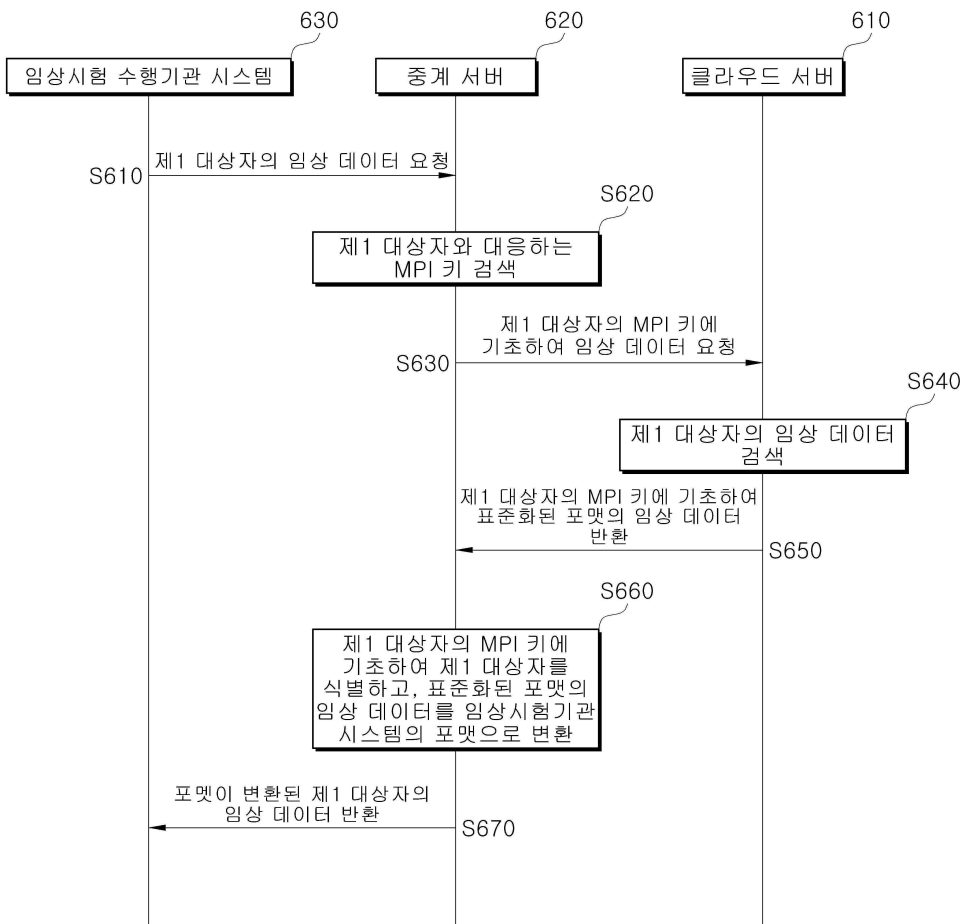 630
620
610
임상시험 수행기관 시스템
중계 서버
클라우드 서버
제1 대상자의 임상 데이터 요청
S610
S620
제1 대상자와 대응하는
MPI 키 검색
제1 대상자의 MPI 키에
기초하여 임상 데이터 요청
S630
S640
제1 대상자의 임상 데이터
검색
제1 대상자의 MPI 키에 기초하여
표준화된 포맷의 임상 데이터
반환
S650
S660
제1 대상자의 MPI 키에
기초하여 제1 대상자를
식별하고, 표준화된 포맷의
임상 데이터를 임상시험기관
시스템의 포맷으로 변환
포멧이 변환된 제1 대상자의
임상 데이터 반환
S670